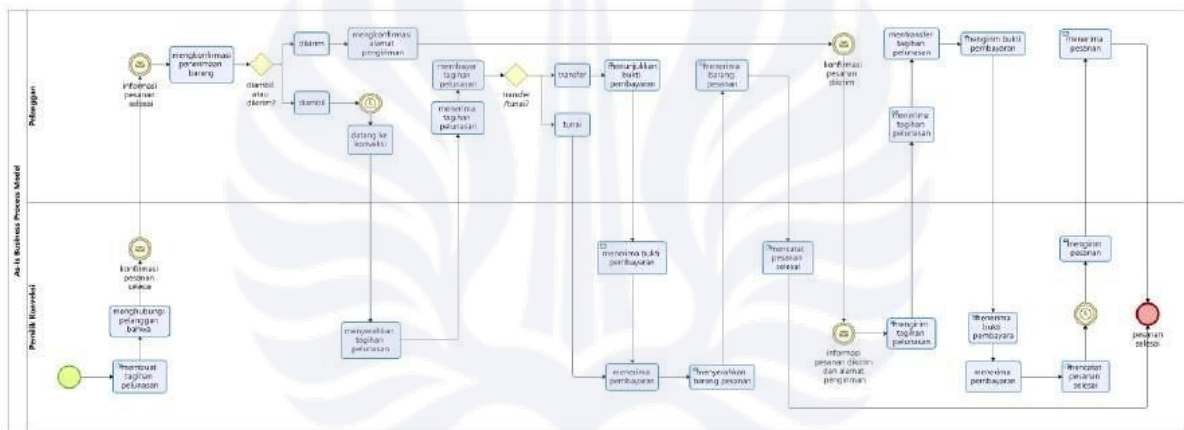 As-Is Business Process Model
Pelanggan
informasi
pesanan
selesai
mengkonfirmasi
penerimaan
barang
diambil
atau
dikirim?
dikirim
mengkonfirmasi
alamat
pengiriman
diambil
datang ke
konveksi
membayar
tagihan
pelunasan
menerima
tagihan
pelunasan
transfer
/tunai?
transfer
tunai
menunjukkan
bukti
pembayaran
menerima
barang
pesanan
konfirmasi
pesanan
dikirim
mentransfer
tagihan
pelunasan
menerima
tagihan
pelunasan
mengirim bukti
pembayaran
menerima
pesanan
Pemilik Konveksi
konfirmasi
pesanan
selesai
menghubungi
pelanggan
bahwa
membuat
tagihan
pelunasan
menyerahkan
tagihan
pelunasan
menerima bukti
pembayaran
menerima
pembayaran
menyerahkan
barang pesanan
mencatat
pesanan
selesai
informasi
pesanan dikirim
dan alamat
pengiriman
mengirim
tagihan
pelunasan
menerima
bukti
pembayara
menerima
pembayaran
mencatat
pesanan
selesai
mengirim
pesanan
pesanan
selesai